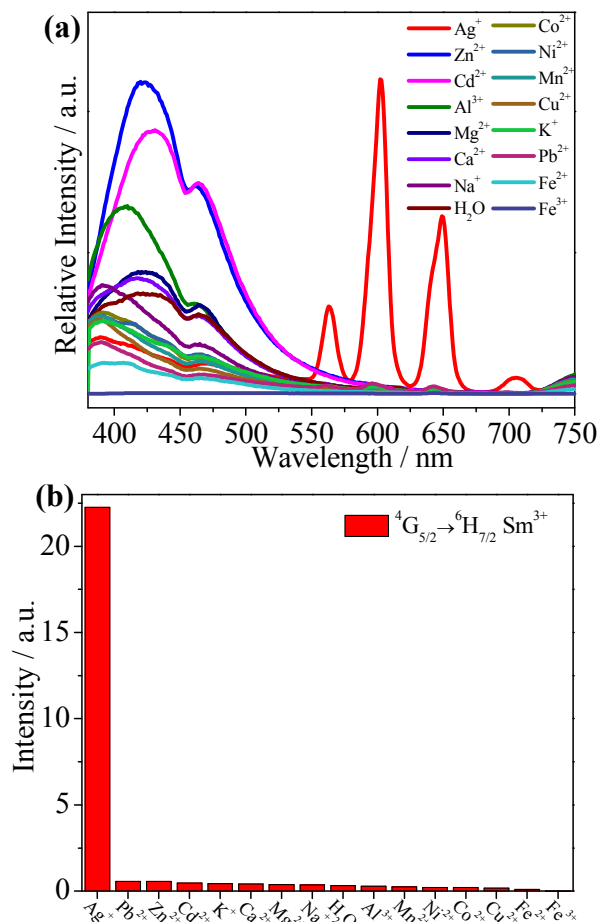 (a)
Ag⁺ Co²⁺
Zn²⁺ Ni²⁺
Cd²⁺ Mn²⁺
Al³⁺ Cu²⁺
Mg²⁺ K⁺
Ca²⁺ Pb²⁺
Na⁺ Fe²⁺
H₂O Fe³⁺
Relative Intensity / a.u.
400 450 500 550 600 650 700 750
Wavelength / nm
(b)
⁴G₅/₂→⁶H₇/₂ Sm³⁺
Intensity / a.u.
20
15
10
5
0
Ag⁺ Pb²⁺ Zn²⁺ Cd²⁺ K⁺ Ca²⁺ Mg²⁺ Na⁺ H₂O Al³⁺ Mn²⁺ Ni²⁺ Co²⁺ Cu²⁺ Fe²⁺ Fe³⁺